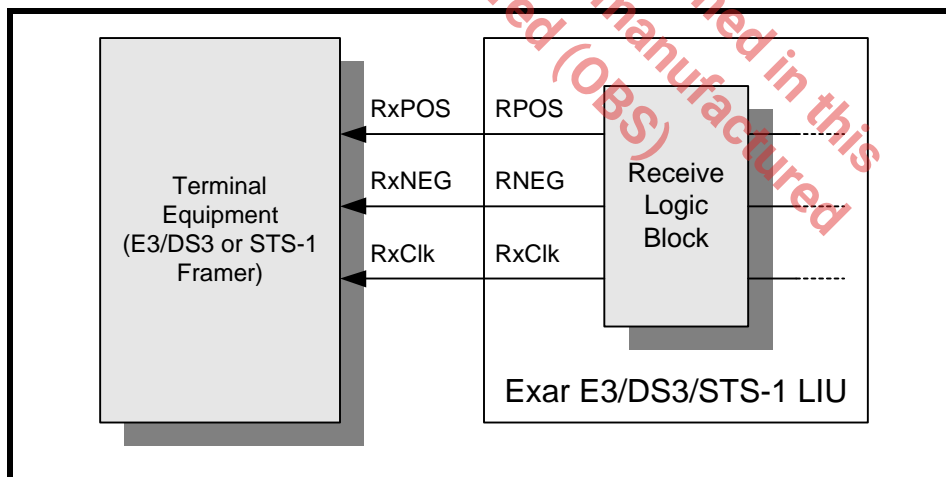 ned in this
manufactured
ed (OBS)
RxPOS
RPOS
RxNEG
RNEG
RxClk
RxClk
Terminal
Equipment
(E3/DS3 or STS-1
Framer)
Receive
Logic
Block
Exar E3/DS3/STS-1 LIU